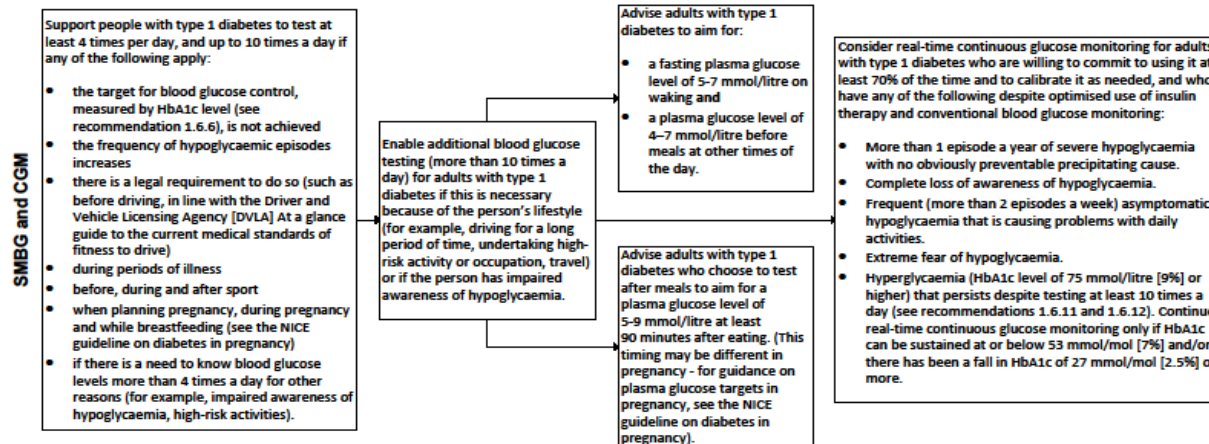 SMBG and CGM
Support people with type 1 diabetes to test at
least 4 times per day, and up to 10 times a day if
any of the following apply:
• the target for blood glucose control,
measured by HbA1c level (see
recommendation 1.6.6), is not achieved
• the frequency of hypoglycaemic episodes
increases
• there is a legal requirement to do so (such as
before driving, in line with the Driver and
Vehicle Licensing Agency [DVLA] At a glance
guide to the current medical standards of
fitness to drive)
• during periods of illness
• before, during and after sport
• when planning pregnancy, during pregnancy
and while breastfeeding (see the NICE
guideline on diabetes in pregnancy)
• if there is a need to know blood glucose
levels more than 4 times a day for other
reasons (for example, impaired awareness of
hypoglycaemia, high-risk activities).
Enable additional blood glucose
testing (more than 10 times a
day) for adults with type 1
diabetes if this is necessary
because of the person's lifestyle
(for example, driving for a long
period of time, undertaking high-
risk activity or occupation, travel)
or if the person has impaired
awareness of hypoglycaemia.
Advise adults with type 1
diabetes to aim for:
• a fasting plasma glucose
level of 5-7 mmol/litre on
waking and
• a plasma glucose level of
4–7 mmol/litre before
meals at other times of
the day.
Advise adults with type 1
diabetes who choose to test
after meals to aim for a
plasma glucose level of
5-9 mmol/litre at least
90 minutes after eating. (This
timing may be different in
pregnancy - for guidance on
plasma glucose targets in
pregnancy, see the NICE
guideline on diabetes in
pregnancy).
Consider real-time continuous glucose monitoring for adults
with type 1 diabetes who are willing to commit to using it at
least 70% of the time and to calibrate it as needed, and who
have any of the following despite optimised use of insulin
therapy and conventional blood glucose monitoring:
• More than 1 episode a year of severe hypoglycaemia
with no obviously preventable precipitating cause.
• Complete loss of awareness of hypoglycaemia.
• Frequent (more than 2 episodes a week) asymptomatic
hypoglycaemia that is causing problems with daily
activities.
• Extreme fear of hypoglycaemia.
• Hyperglycaemia (HbA1c level of 75 mmol/litre [9%] or
higher) that persists despite testing at least 10 times a
day (see recommendations 1.6.11 and 1.6.12). Continue
real-time continuous glucose monitoring only if HbA1c
can be sustained at or below 53 mmol/mol [7%] and/or
there has been a fall in HbA1c of 27 mmol/mol [2.5%] o
more.